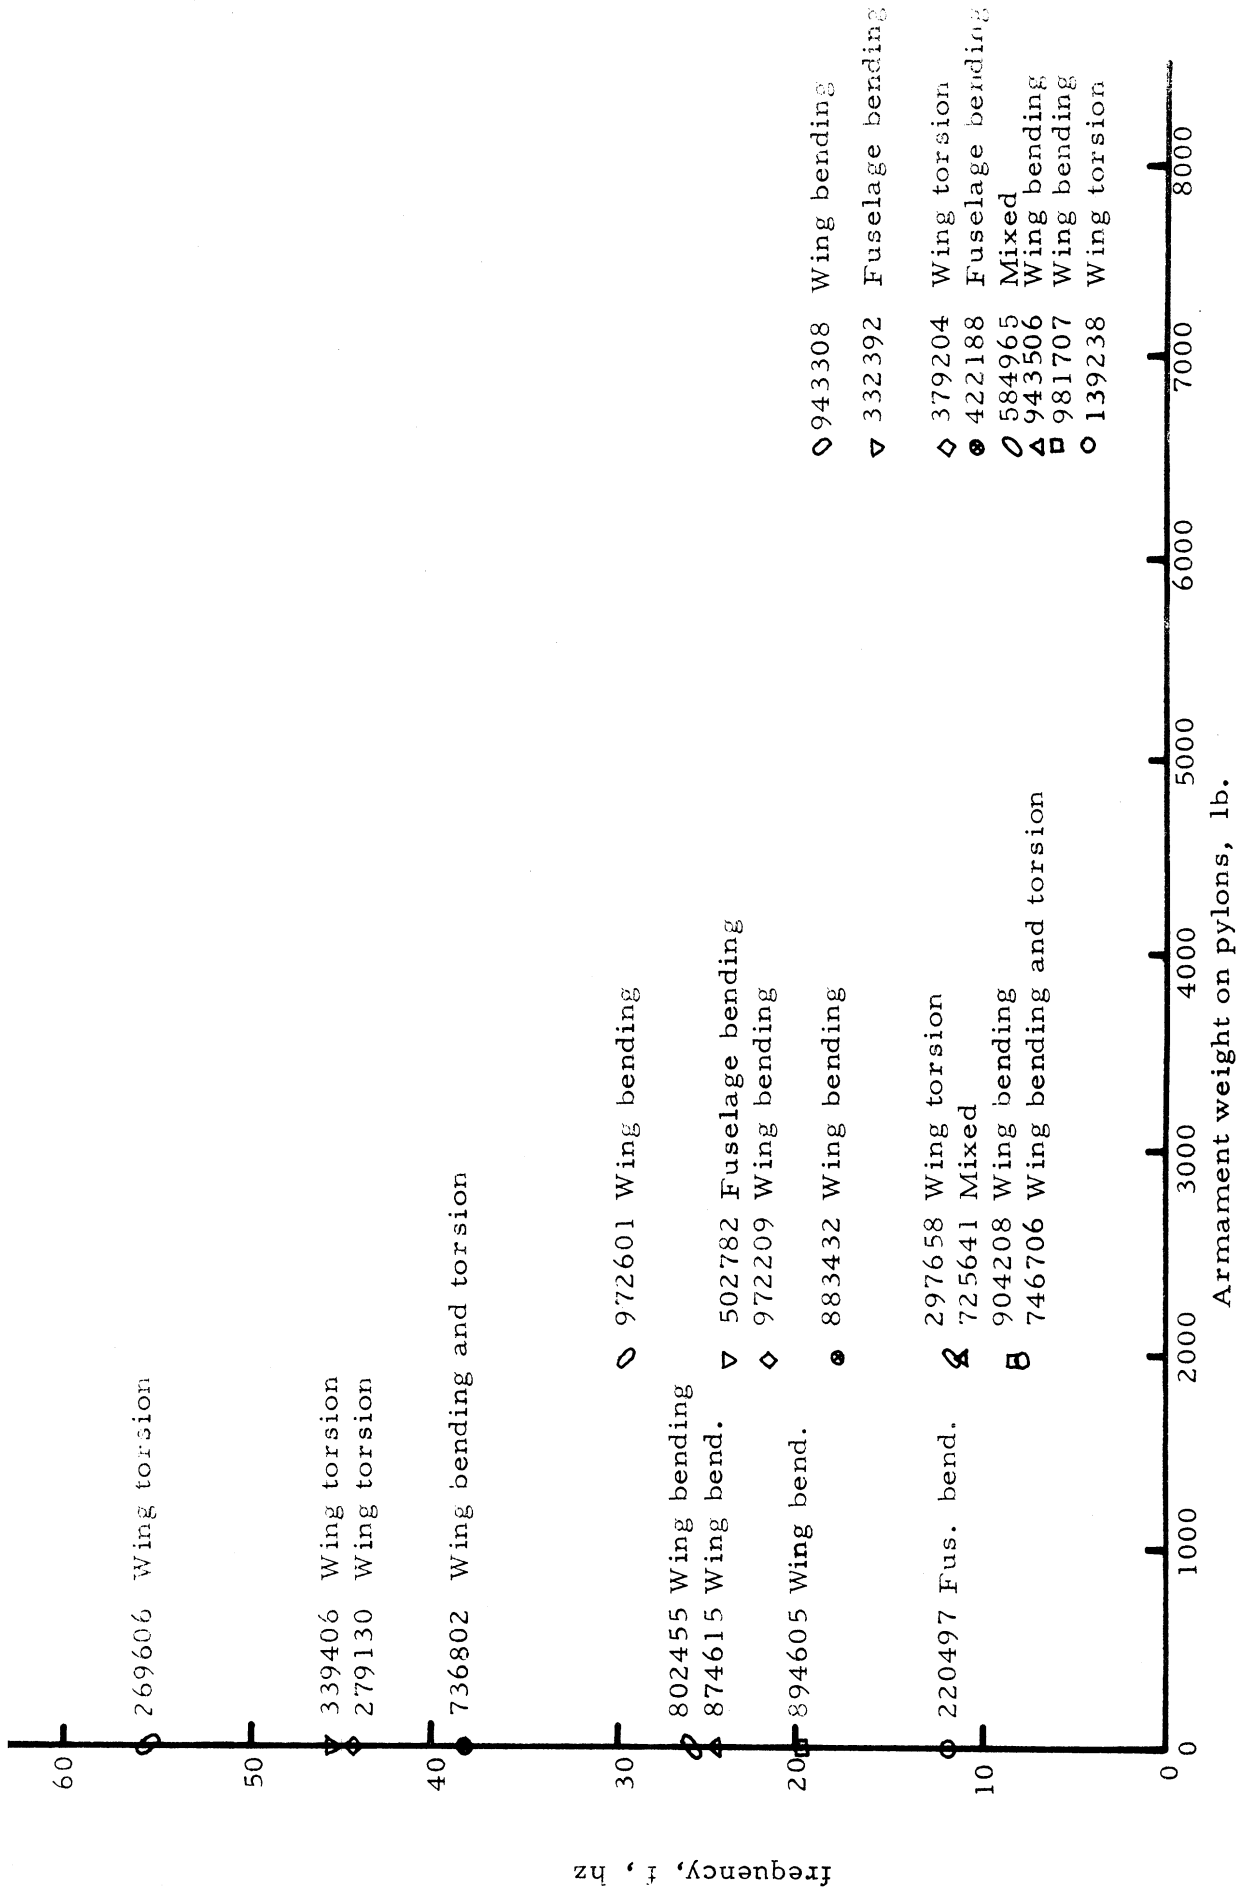 frequency, f, hz
60
50
40
30
20
10
0
269606 Wing torsion
339406 Wing torsion
279130 Wing torsion
736802 Wing bending and torsion
802455 Wing bending
874615 Wing bend.
894605 Wing bend.
220497 Fus. bend.
972601 Wing bending
502782 Fuselage bending
972209 Wing bending
883432 Wing bending
297658 Wing torsion
725641 Mixed
904208 Wing bending
746706 Wing bending and torsion
943308 Wing bending
332392 Fuselage bending
379204 Wing torsion
422188 Fuselage bending
584965 Mixed
943506 Wing bending
981707 Wing bending
139238 Wing torsion
0 1000 2000 3000 4000 5000 6000 7000 8000
Armament weight on pylons, lb.